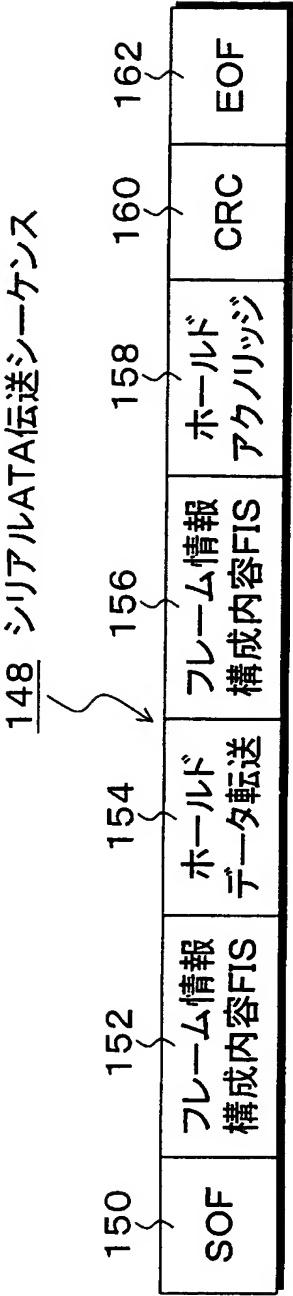 148 シリアルATA伝送シーケンス
150
152
154
156
158
160
162
SOF
フレーム情報
構成内容FIS
ホールド
データ転送
フレーム情報
構成内容FIS
ホールド
アクノリッジ
CRC
EOF